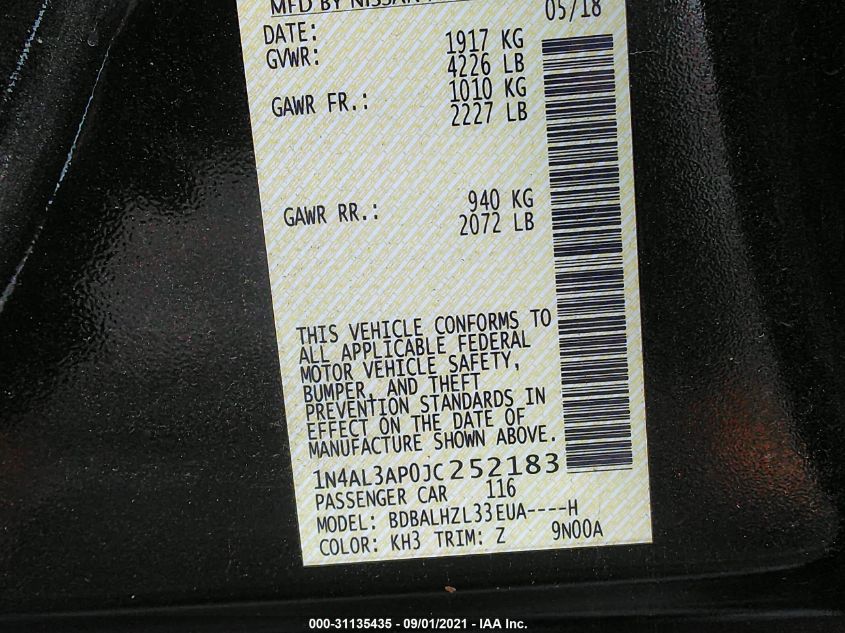 MFD BY NISSAN
DATE: 05/18
GVWR: 1917 KG
4226 LB
GAWR FR.: 1010 KG
2227 LB
GAWR RR.: 940 KG
2072 LB
THIS VEHICLE CONFORMS TO
ALL APPLICABLE FEDERAL
MOTOR VEHICLE SAFETY,
BUMPER, AND THEFT
PREVENTION STANDARDS IN
EFFECT ON THE DATE OF
MANUFACTURE SHOWN ABOVE.
1N4AL3AP0JC252183
PASSENGER CAR 116
MODEL: BDBALHZL33EUA----H
COLOR: KH3 TRIM: Z 9N00A
000-31135435 - 09/01/2021 - IAA Inc.